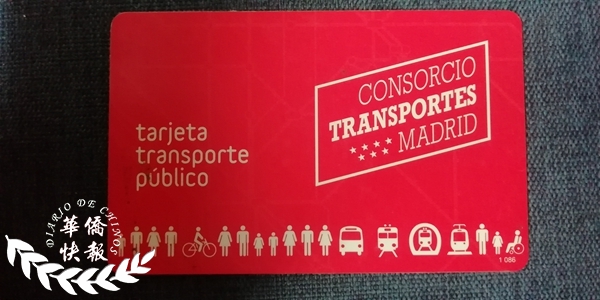 CONSORCIO
TRANSPORTES
MADRID
tarjeta
transporte
público
1 086
DIARIO DE CHINOS
華僑
快報